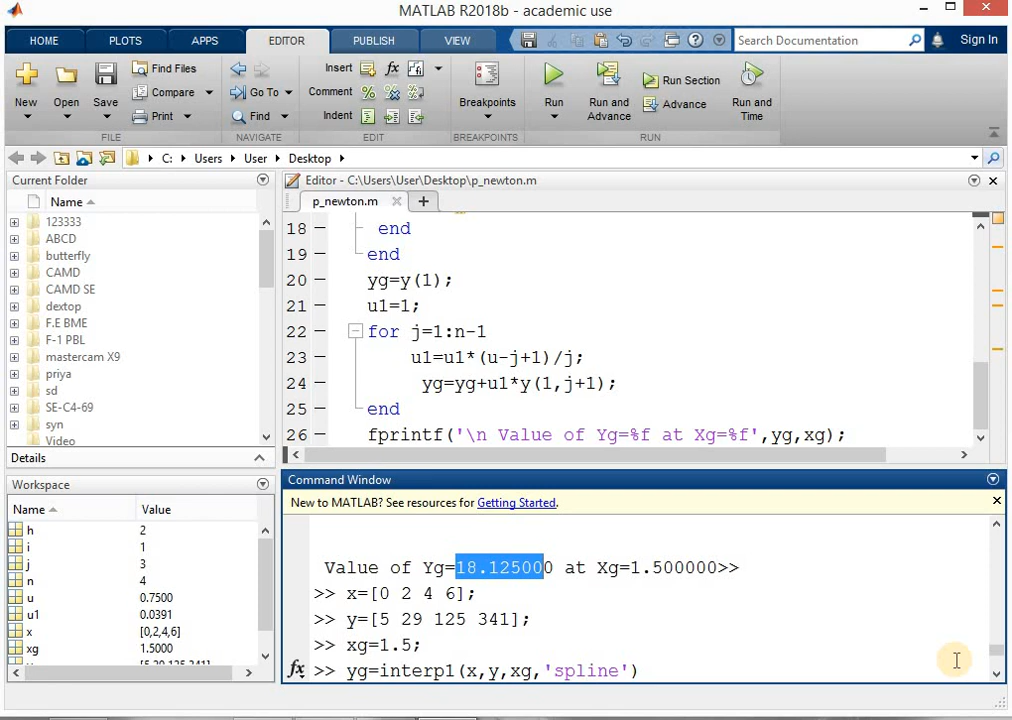 MATLAB R2018b - academic use
HOME PLOTS APPS EDITOR PUBLISH VIEW Search Documentation Sign In
New Open Save Find Files Compare Print
Go To Find
Insert fx
Comment %
Indent
Breakpoints
Run Run and Advance Run Section Advance Run and Time
FILE NAVIGATE EDIT BREAKPOINTS RUN
C: Users User Desktop
Current Folder
Name
123333
ABCD
butterfly
CAMD
CAMD SE
dextop
F.E BME
F-1 PBL
mastercam X9
priya
sd
SE-C4-69
syn
Video
Details
Workspace
Name Value
h 2
i 1
j 3
n 4
u 0.7500
u1 0.0391
x [0,2,4,6]
xg 1.5000
Editor - C:\Users\User\Desktop\p_newton.m
p_newton.m +
18 – end
19 – end
20 – yg=y(1);
21 – u1=1;
22 – for j=1:n-1
23 – u1=u1*(u-j+1)/j;
24 – yg=yg+u1*y(1,j+1);
25 – end
26 – fprintf('\n Value of Yg=%f at Xg=%f',yg,xg);
Command Window
New to MATLAB? See resources for Getting Started.
Value of Yg=18.125000 at Xg=1.500000>>
>> x=[0 2 4 6];
>> y=[5 29 125 341];
>> xg=1.5;
fx >> yg=interp1(x,y,xg,'spline')